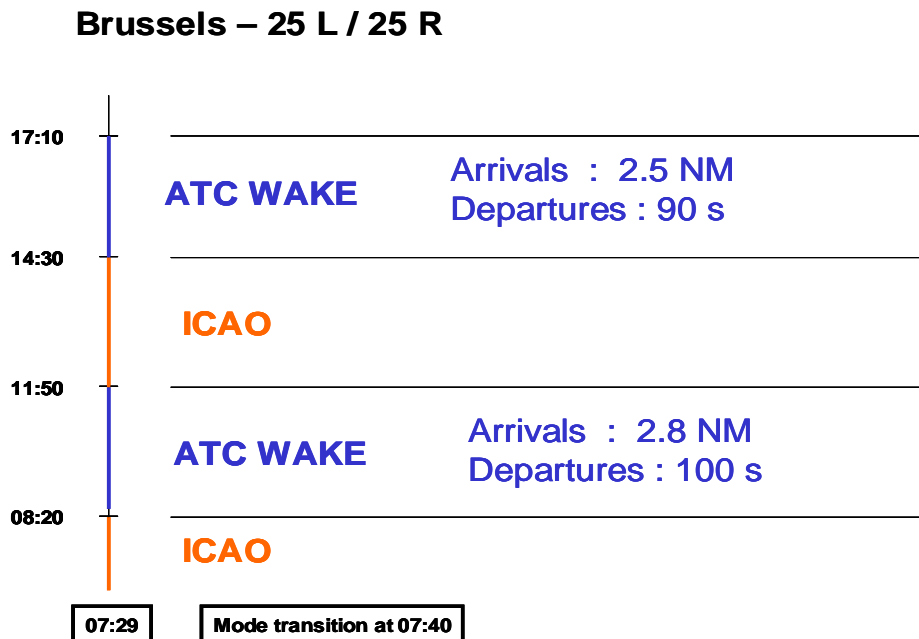 Brussels – 25 L / 25 R
17:10
ATC WAKE
Arrivals : 2.5 NM
Departures : 90 s
14:30
ICAO
11:50
ATC WAKE
Arrivals : 2.8 NM
Departures : 100 s
08:20
ICAO
07:29
Mode transition at 07:40